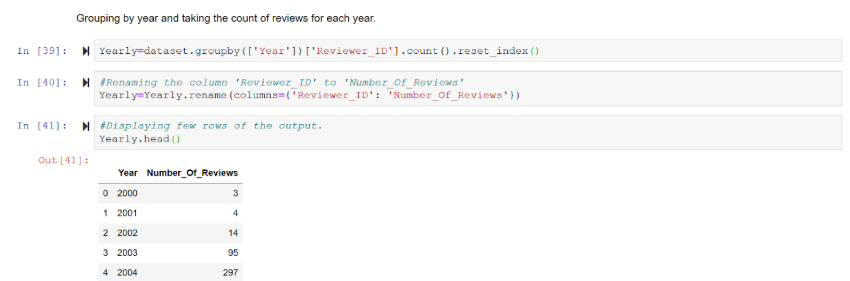 Grouping by year and taking the count of reviews for each year.
In [39]: Yearly=dataset.groupby(['Year'])['Reviewer_ID'].count().reset_index()
In [40]: #Renaming the column 'Reviewer_ID' to 'Number_Of_Reviews'
Yearly=Yearly.rename(columns={'Reviewer_ID': 'Number_Of_Reviews'})
In [41]: #Displaying few rows of the output.
Yearly.head()
Out[41]:
Year Number_Of_Reviews
0 2000 3
1 2001 4
2 2002 14
3 2003 95
4 2004 297